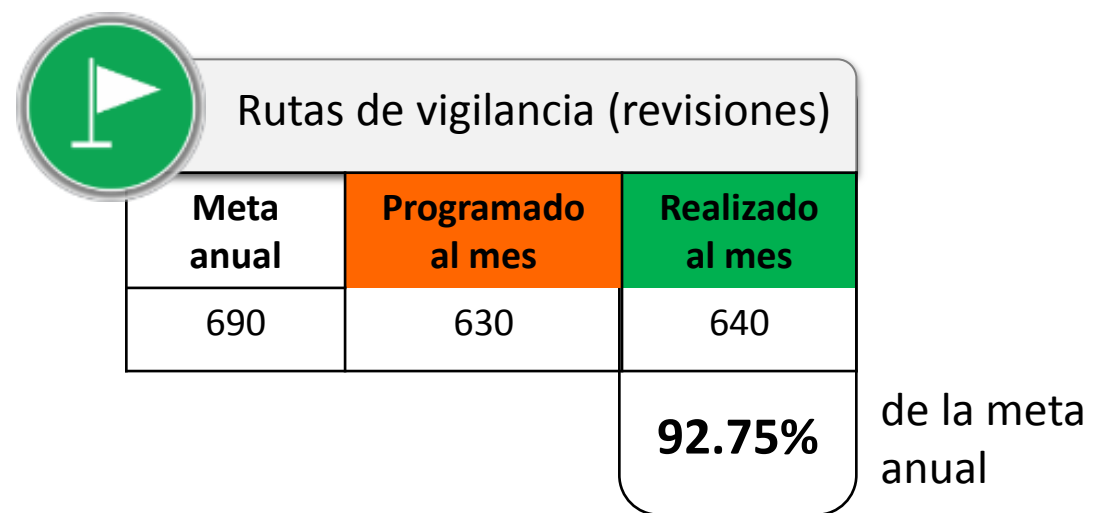 Rutas de vigilancia (revisiones)
Meta
anual
Programado
al mes
Realizado
al mes
690
630
640
92.75%
de la meta
anual